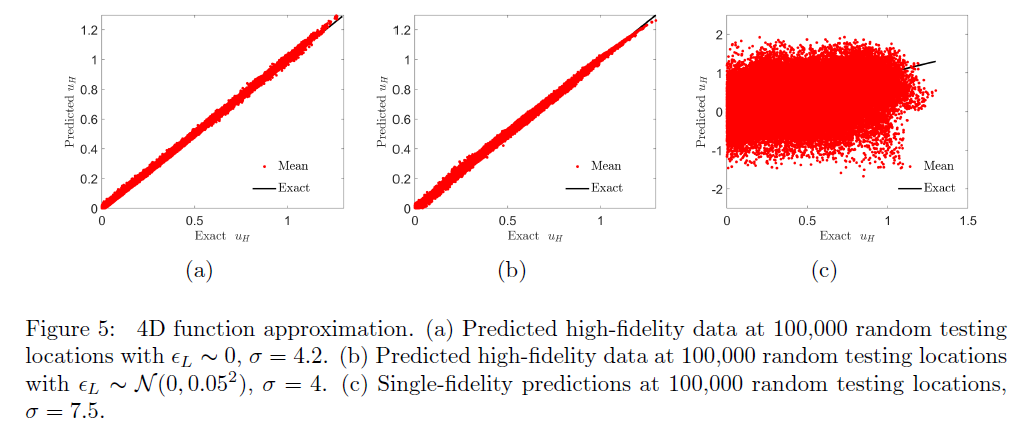 1.2
1
0.8
0.6
0.4
0.2
0
0
0.5
1
Predicted u_H
Exact u_H
Mean
Exact
(a)
1.2
1
0.8
0.6
0.4
0.2
0
0
0.5
1
Predicted u_H
Exact u_H
Mean
Exact
(b)
2
1
0
-1
-2
0
0.5
1
1.5
Predicted u_H
Exact u_H
Mean
Exact
(c)
Figure 5: 4D function approximation. (a) Predicted high-fidelity data at 100,000 random testing
locations with ϵ_L ∼ 0, σ = 4.2. (b) Predicted high-fidelity data at 100,000 random testing locations
with ϵ_L ∼ 𝒩(0, 0.05²), σ = 4. (c) Single-fidelity predictions at 100,000 random testing locations,
σ = 7.5.